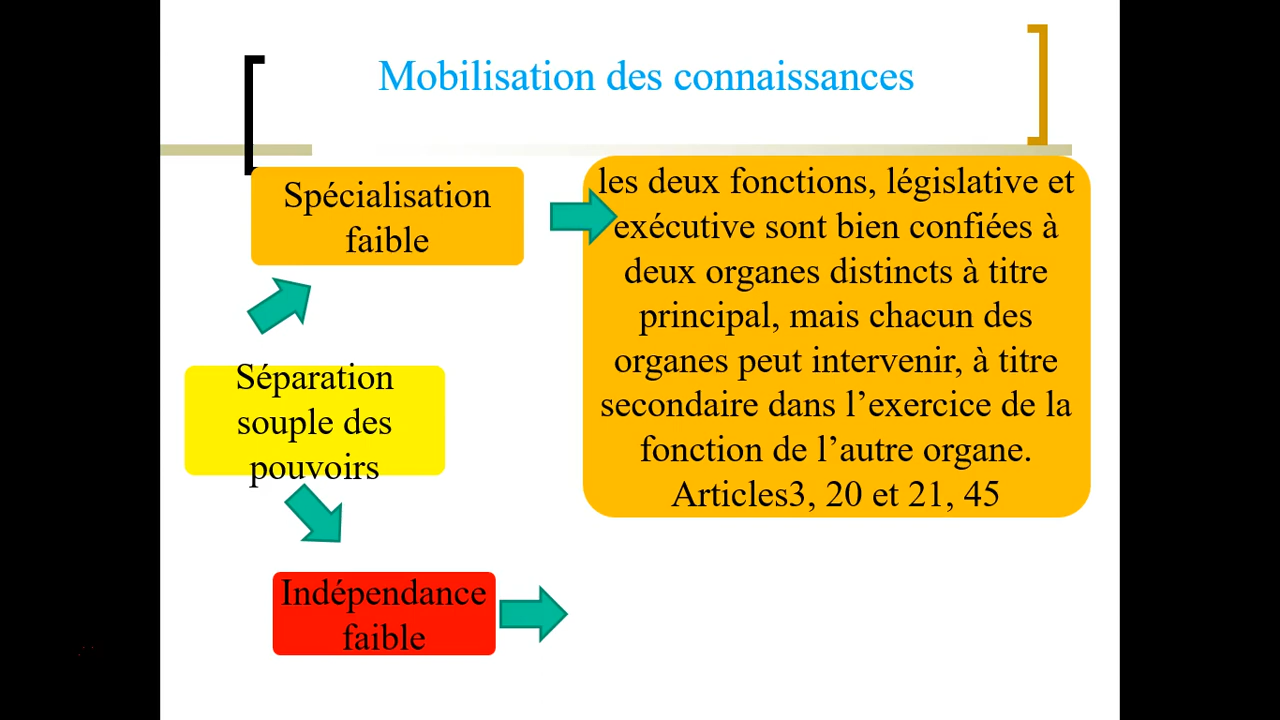 Mobilisation des connaissances
Spécialisation
faible
les deux fonctions, législative et
exécutive sont bien confiées à
deux organes distincts à titre
principal, mais chacun des
organes peut intervenir, à titre
secondaire dans l’exercice de la
fonction de l’autre organe.
Articles3, 20 et 21, 45
Séparation
souple des
pouvoirs
Indépendance
faible